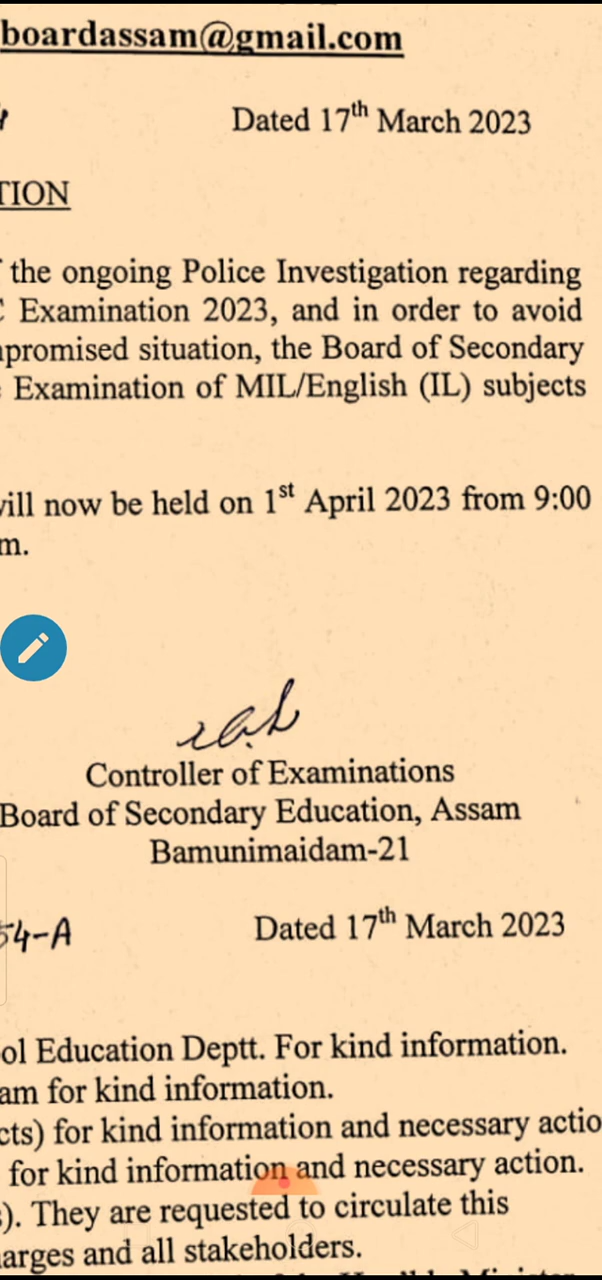 boardassam@gmail.com
Dated 17th March 2023
TION
the ongoing Police Investigation regarding
Examination 2023, and in order to avoid
mpromised situation, the Board of Secondary
Examination of MIL/English (IL) subjects
will now be held on 1st April 2023 from 9:00
m.
Controller of Examinations
Board of Secondary Education, Assam
Bamunimaidam-21
54-A Dated 17th March 2023
ol Education Deptt. For kind information.
am for kind information.
cts) for kind information and necessary actio
for kind information and necessary action.
). They are requested to circulate this
arges and all stakeholders.